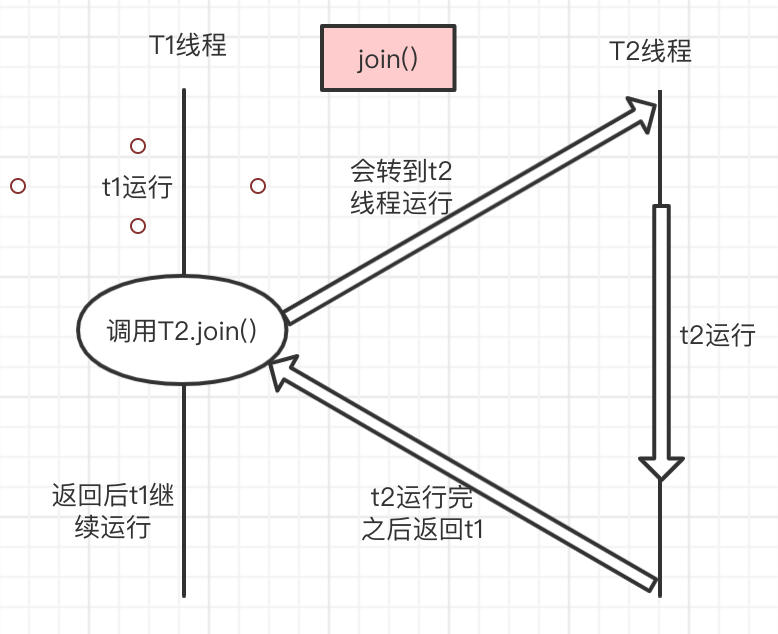 T1线程
join()
T2线程
会转到t2
线程运行
t1运行
调用T2.join()
t2运行
返回后t1继
续运行
t2运行完
之后返回t1